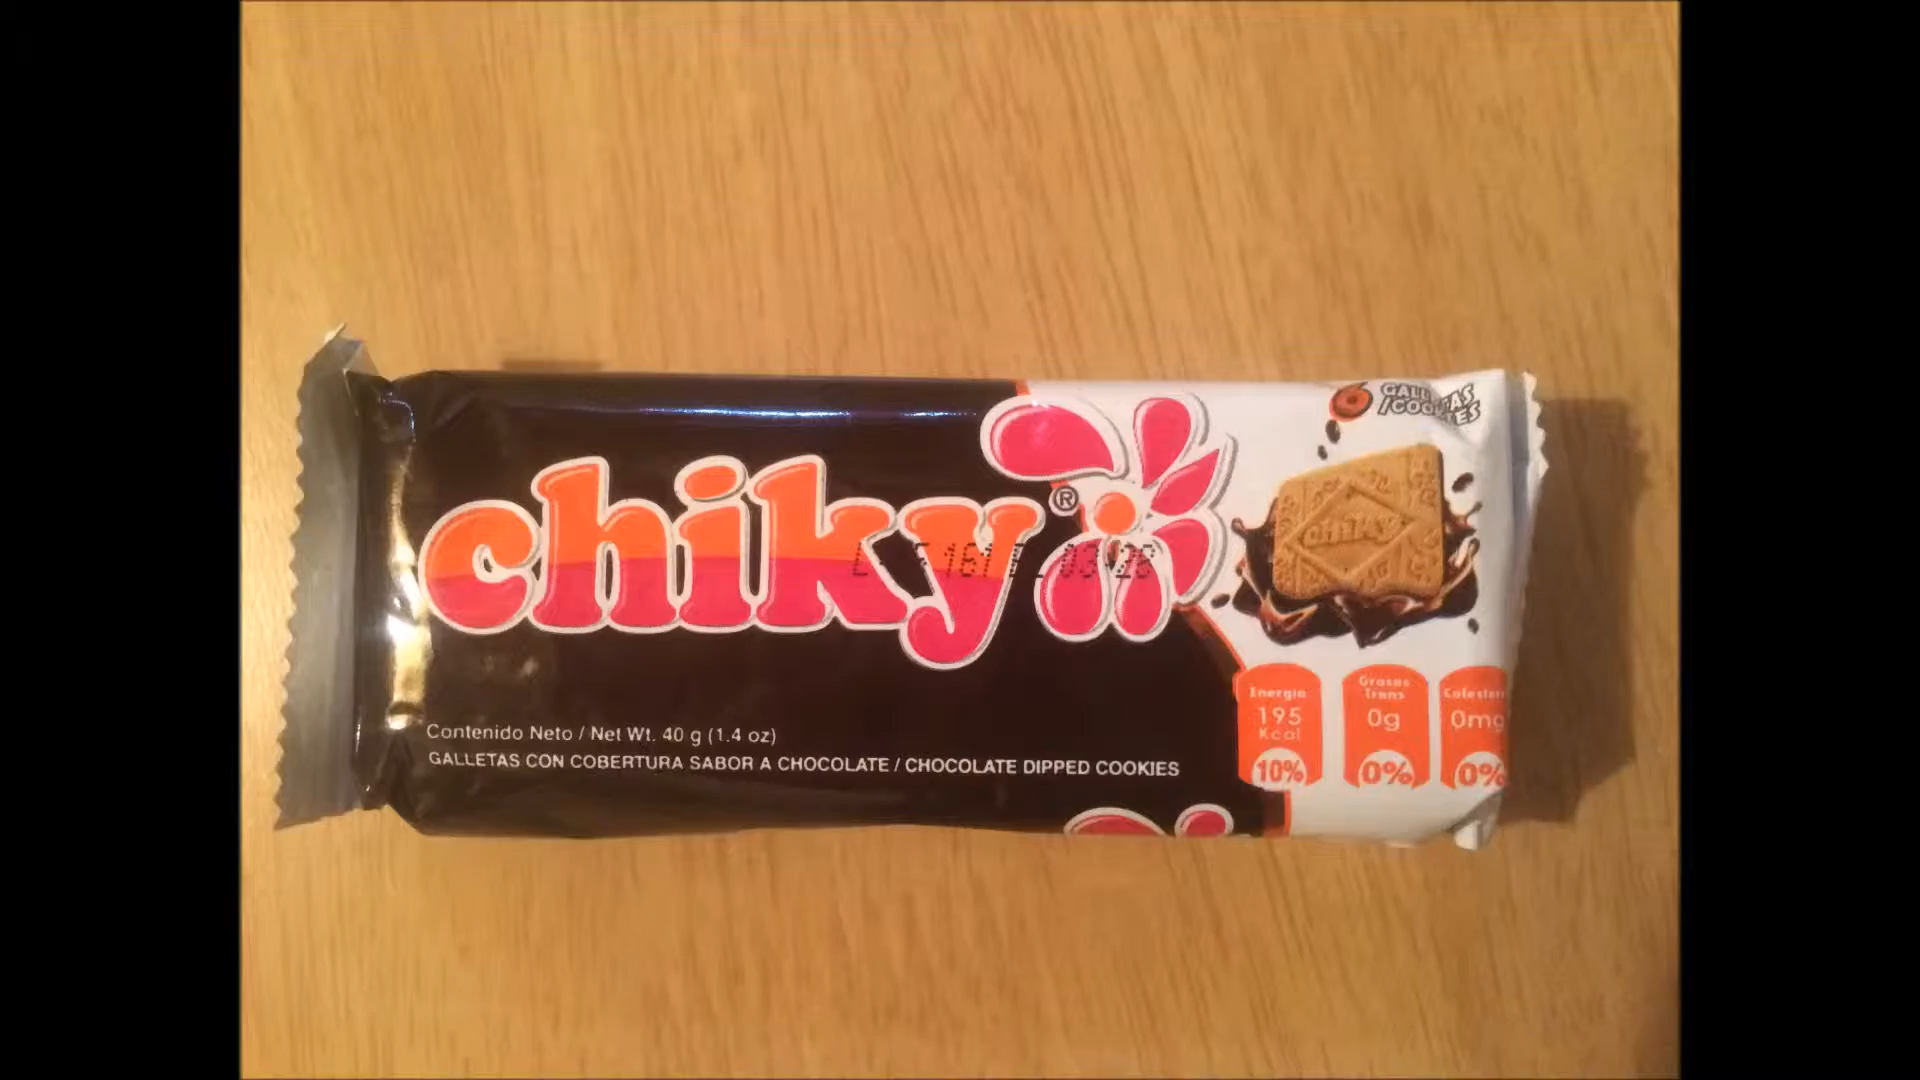 6 GALLETAS
/COOKIES
chiky®
chiky
Energía
195
Kcal
10%
Grasas
Trans
0g
0%
0mg
0%
Contenido Neto / Net Wt. 40 g (1.4 oz)
GALLETAS CON COBERTURA SABOR A CHOCOLATE / CHOCOLATE DIPPED COOKIES